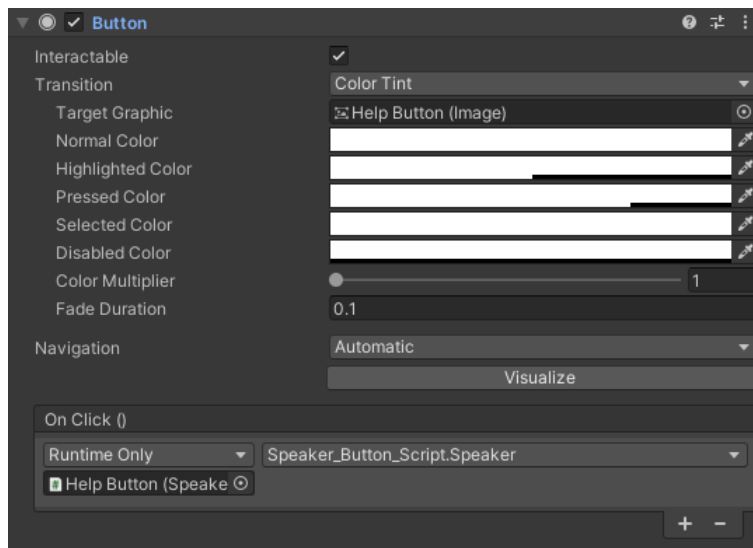 Button
Interactable
Transition Color Tint
Target Graphic Help Button (Image)
Normal Color
Highlighted Color
Pressed Color
Selected Color
Disabled Color
Color Multiplier 1
Fade Duration 0.1
Navigation Automatic
Visualize
On Click ()
Runtime Only Speaker_Button_Script.Speaker
Help Button (Speake